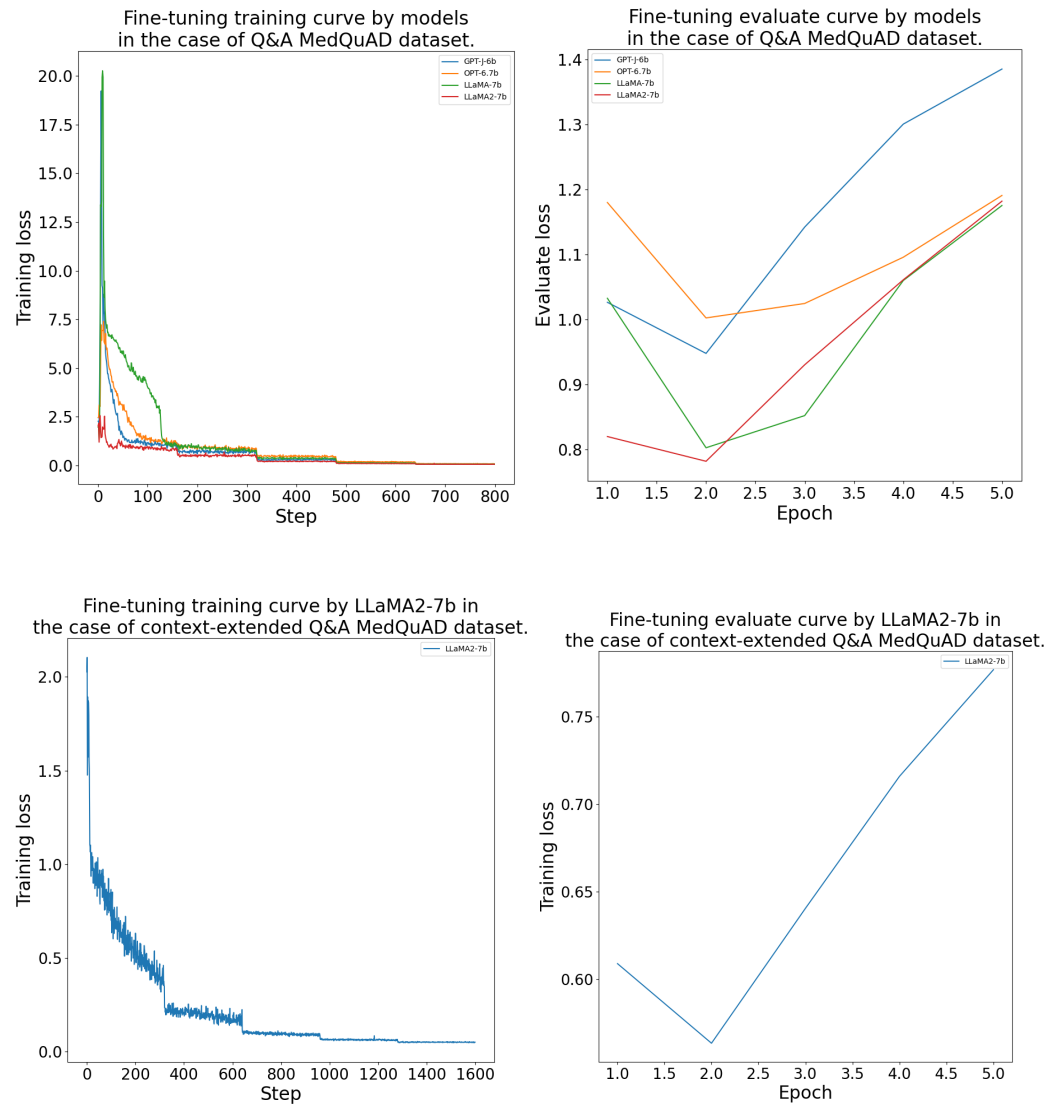 Fine-tuning training curve by models
in the case of Q&A MedQuAD dataset.
GPT-J-6b
OPT-6.7b
LLaMA-7b
LLaMA2-7b
20.0
17.5
15.0
12.5
10.0
7.5
5.0
2.5
0.0
Training loss
0 100 200 300 400 500 600 700 800
Step
Fine-tuning evaluate curve by models
in the case of Q&A MedQuAD dataset.
GPT-J-6b
OPT-6.7b
LLaMA-7b
LLaMA2-7b
1.4
1.3
1.2
1.1
1.0
0.9
0.8
Evaluate loss
1.0 1.5 2.0 2.5 3.0 3.5 4.0 4.5 5.0
Epoch
Fine-tuning training curve by LLaMA2-7b in
the case of context-extended Q&A MedQuAD dataset.
LLaMA2-7b
2.0
1.5
1.0
0.5
0.0
Training loss
0 200 400 600 800 1000 1200 1400 1600
Step
Fine-tuning evaluate curve by LLaMA2-7b in
the case of context-extended Q&A MedQuAD dataset.
LLaMA2-7b
0.75
0.70
0.65
0.60
Training loss
1.0 1.5 2.0 2.5 3.0 3.5 4.0 4.5 5.0
Epoch